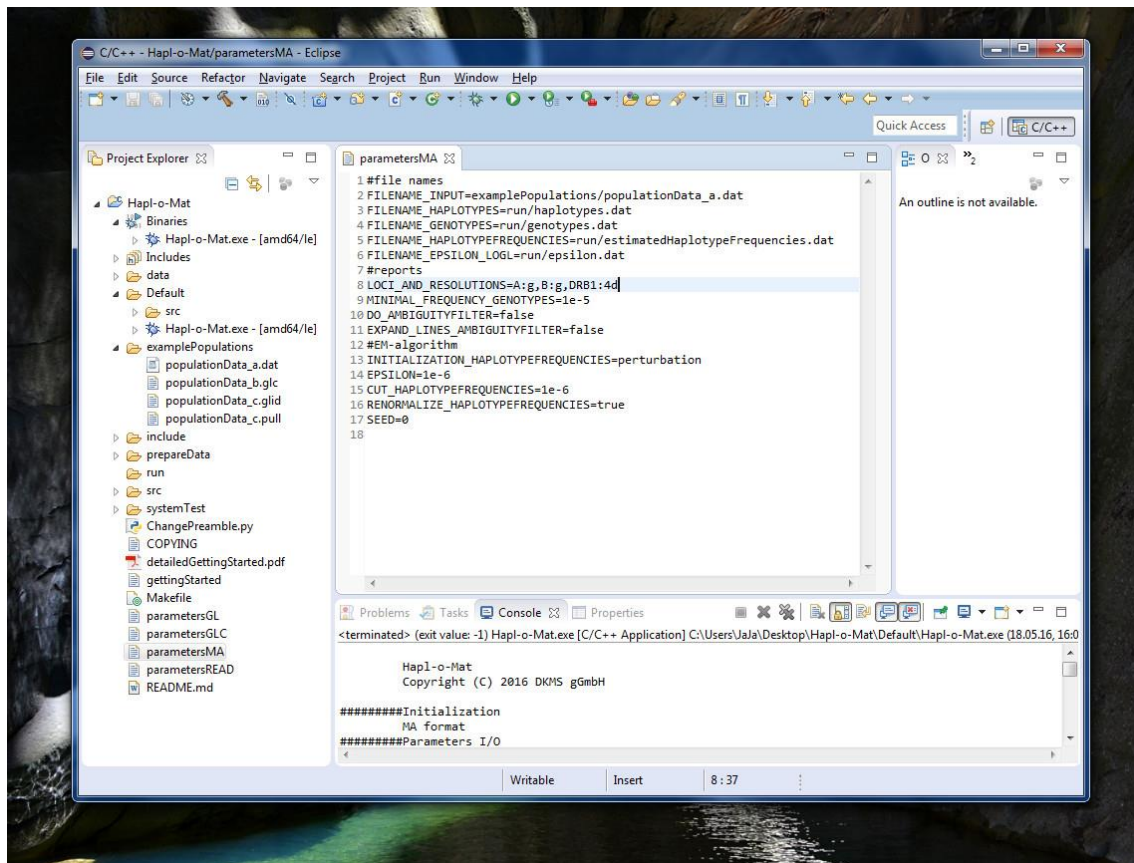 C/C++ - Hapl-o-Mat/parametersMA - Eclipse
File Edit Source Refactor Navigate Search Project Run Window Help
Quick Access
C/C++
Project Explorer
Hapl-o-Mat
Binaries
Hapl-o-Mat.exe - [amd64/le]
Includes
data
Default
src
Hapl-o-Mat.exe - [amd64/le]
examplePopulations
populationData_a.dat
populationData_b.glc
populationData_c.glid
populationData_c.pull
include
prepareData
run
src
systemTest
ChangePreamble.py
COPYING
detailedGettingStarted.pdf
gettingStarted
Makefile
parametersGL
parametersGLC
parametersMA
parametersREAD
README.md
parametersMA
1 #file names
2 FILENAME_INPUT=examplePopulations/populationData_a.dat
3 FILENAME_HAPLOTYPES=run/haplotypes.dat
4 FILENAME_GENOTYPES=run/genotypes.dat
5 FILENAME_HAPLOTYPEFREQUENCIES=run/estimatedHaplotypeFrequencies.dat
6 FILENAME_EPSILON_LOGL=run/epsilon.dat
7 #reports
8 LOCI_AND_RESOLUTIONS=A:g,B:g,DRB1:4d
9 MINIMAL_FREQUENCY_GENOTYPES=1e-5
10 DO_AMBIGUITYFILTER=false
11 EXPAND_LINES_AMBIGUITYFILTER=false
12 #EM-algorithm
13 INITIALIZATION_HAPLOTYPEFREQUENCIES=perturbation
14 EPSILON=1e-6
15 CUT_HAPLOTYPEFREQUENCIES=1e-6
16 RENORMALIZE_HAPLOTYPEFREQUENCIES=true
17 SEED=0
18
O »2
An outline is not available.
Problems Tasks Console Properties
<terminated> (exit value: -1) Hapl-o-Mat.exe [C/C++ Application] C:\Users\JaJa\Desktop\Hapl-o-Mat\Default\Hapl-o-Mat.exe (18.05.16, 16:0
Hapl-o-Mat
Copyright (C) 2016 DKMS gGmbH
#########Initialization
MA format
#########Parameters I/O
Writable Insert 8 : 37